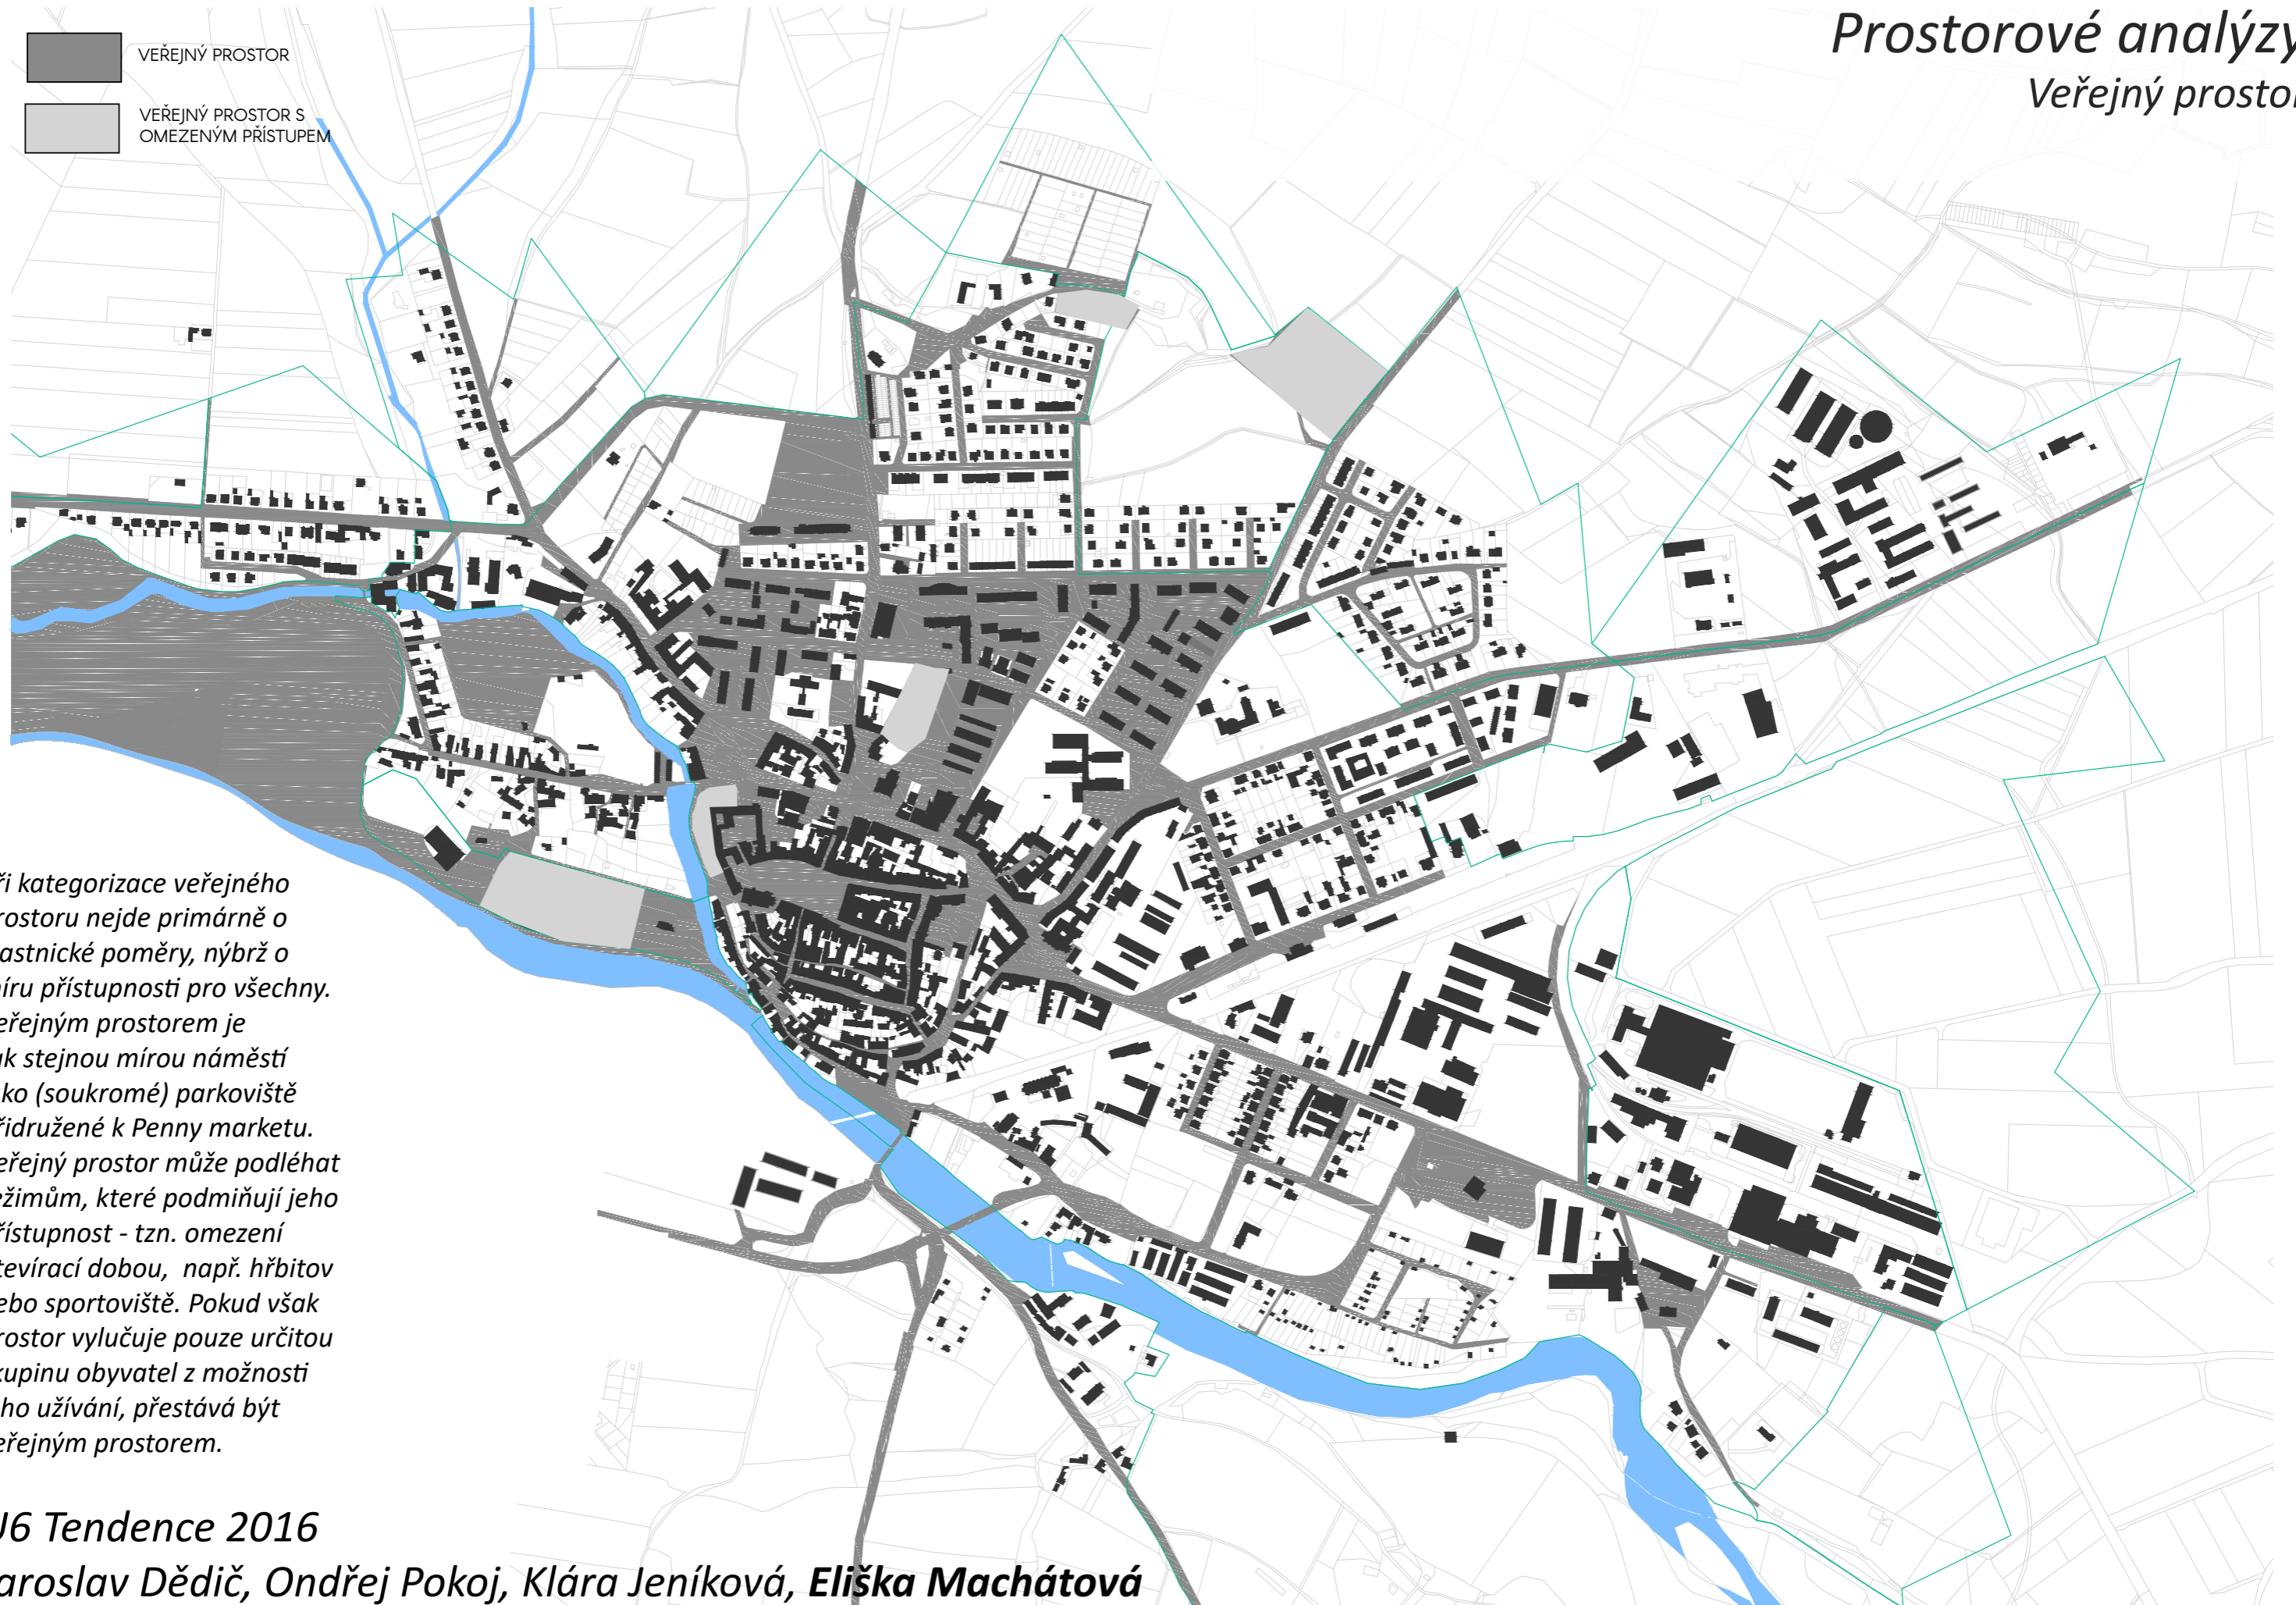 VEŘEJNÝ PROSTOR
VEŘEJNÝ PROSTOR S
OMEZENÝM PŘÍSTUPEM
Prostorové analýzy
Veřejný prostor
ři kategorizace veřejného
rostoru nejde primárně o
astnické poměry, nýbrž o
íru přístupnosti pro všechny.
eřejným prostorem je
ak stejnou mírou náměstí
ko (soukromé) parkoviště
řidružené k Penny marketu.
eřejný prostor může podléhat
ežimům, které podmiňují jeho
řístupnost - tzn. omezení
tevírací dobou, např. hřbitov
ebo sportoviště. Pokud však
rostor vylučuje pouze určitou
kupinu obyvatel z možnosti
ho užívání, přestává být
eřejným prostorem.
U6 Tendence 2016
aroslav Dědič, Ondřej Pokoj, Klára Jeníková, Eliška Machátová